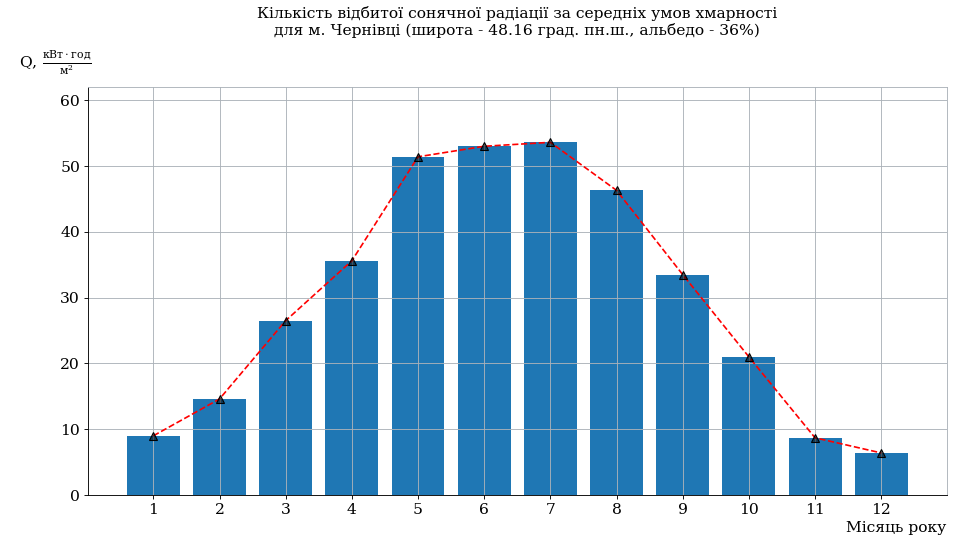 Кількість відбитої сонячної радіації за середніх умов хмарності
для м. Чернівці (широта - 48.16 град. пн.ш., альбедо - 36%)
Q, кВт · год / м²
60
50
40
30
20
10
0
1 2 3 4 5 6 7 8 9 10 11 12
Місяць року